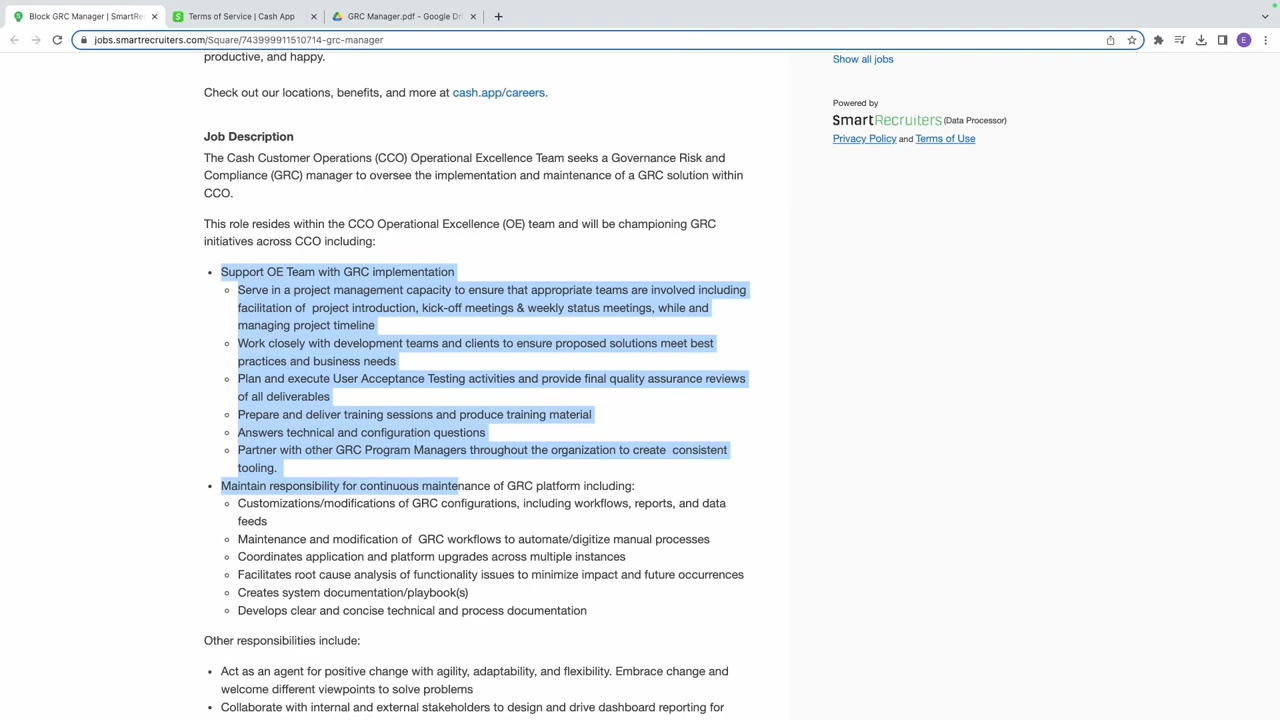 Block GRC Manager | SmartRe
Terms of Service | Cash App
GRC Manager.pdf - Google Dri
jobs.smartrecruiters.com/Square/743999911510714-grc-manager
E
productive, and happy.
Check out our locations, benefits, and more at cash.app/careers.
Job Description
The Cash Customer Operations (CCO) Operational Excellence Team seeks a Governance Risk and
Compliance (GRC) manager to oversee the implementation and maintenance of a GRC solution within
CCO.
This role resides within the CCO Operational Excellence (OE) team and will be championing GRC
initiatives across CCO including:
• Support OE Team with GRC implementation
◦ Serve in a project management capacity to ensure that appropriate teams are involved including
facilitation of  project introduction, kick-off meetings & weekly status meetings, while and
managing project timeline
◦ Work closely with development teams and clients to ensure proposed solutions meet best
practices and business needs
◦ Plan and execute User Acceptance Testing activities and provide final quality assurance reviews
of all deliverables
◦ Prepare and deliver training sessions and produce training material
◦ Answers technical and configuration questions
◦ Partner with other GRC Program Managers throughout the organization to create  consistent
tooling.
• Maintain responsibility for continuous maintenance of GRC platform including:
◦ Customizations/modifications of GRC configurations, including workflows, reports, and data
feeds
◦ Maintenance and modification of  GRC workflows to automate/digitize manual processes
◦ Coordinates application and platform upgrades across multiple instances
◦ Facilitates root cause analysis of functionality issues to minimize impact and future occurrences
◦ Creates system documentation/playbook(s)
◦ Develops clear and concise technical and process documentation
Other responsibilities include:
• Act as an agent for positive change with agility, adaptability, and flexibility. Embrace change and
welcome different viewpoints to solve problems
• Collaborate with internal and external stakeholders to design and drive dashboard reporting for
Show all jobs
Powered by
SmartRecruiters (Data Processor)
Privacy Policy and Terms of Use